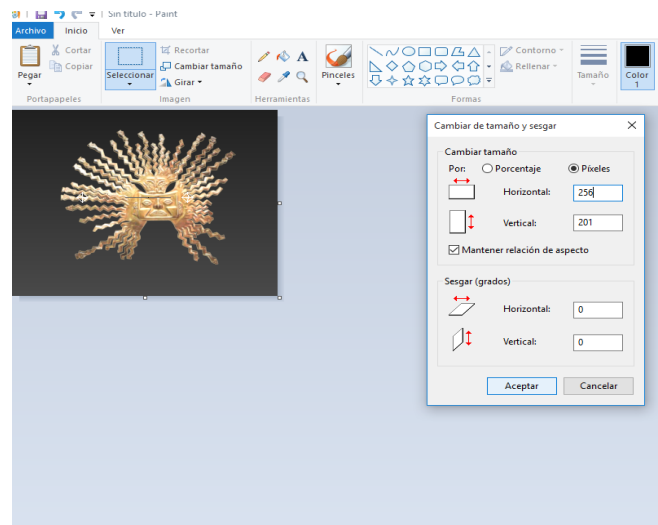 Sin título - Paint
Archivo Inicio Ver
Pegar
Cortar
Copiar
Portapapeles
Seleccionar
Recortar
Cambiar tamaño
Girar
Imagen
A
Herramientas
Pinceles
Contorno
Rellenar
Formas
Tamaño
Color
1
Cambiar de tamaño y sesgar
Cambiar tamaño
Por: Porcentaje Píxeles
Horizontal: 256
Vertical: 201
Mantener relación de aspecto
Sesgar (grados)
Horizontal: 0
Vertical: 0
Aceptar Cancelar